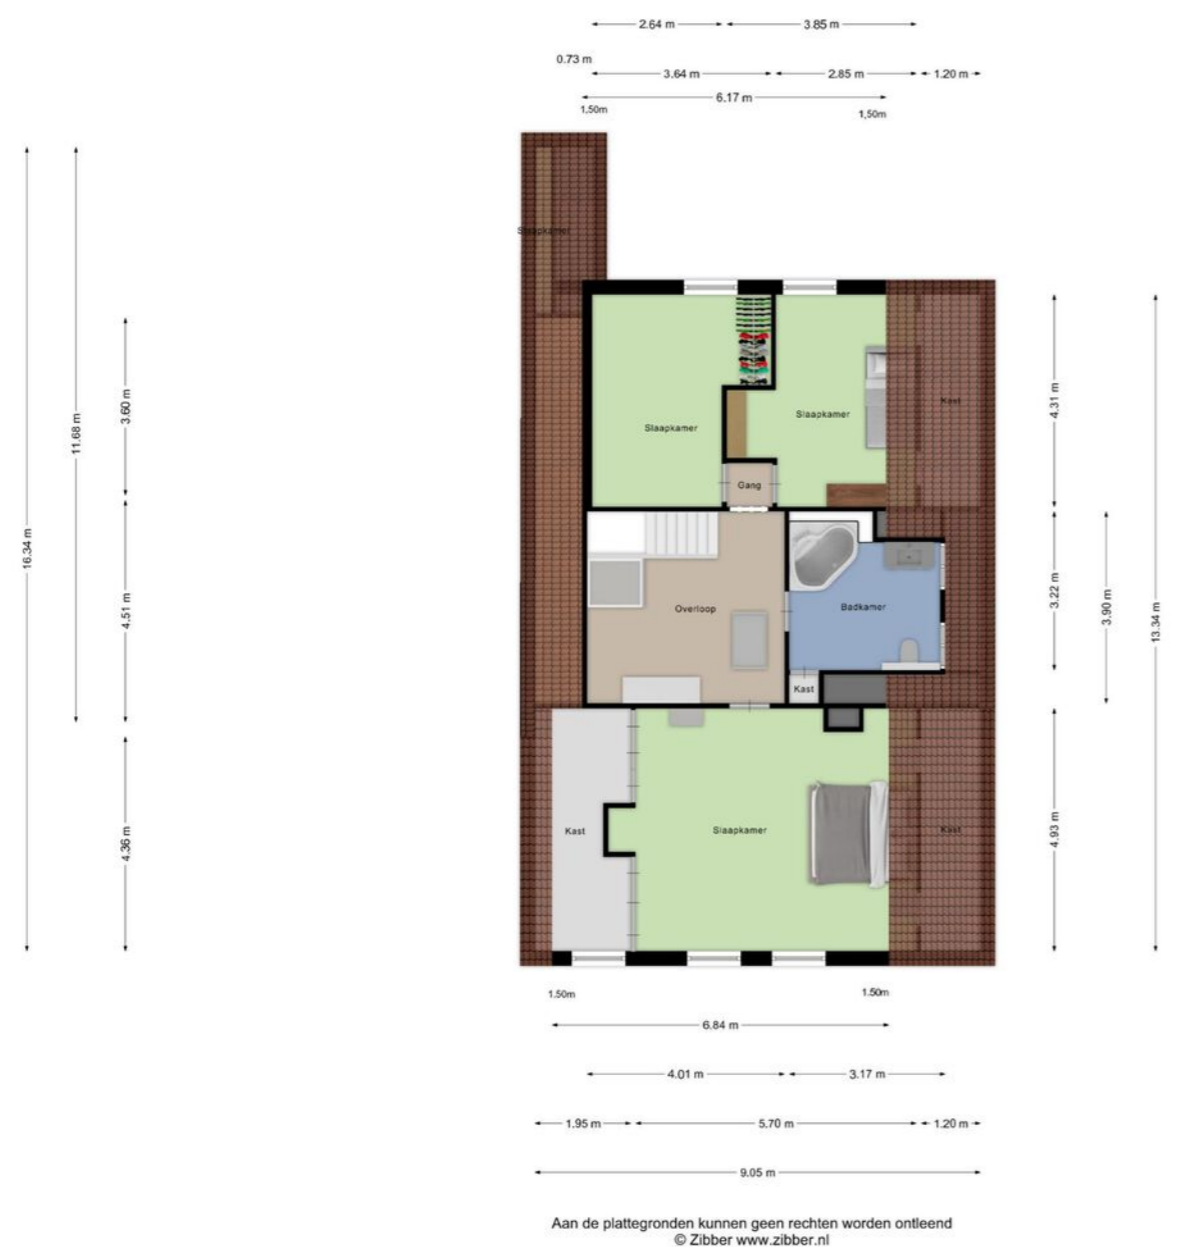 2.64 m 3.85 m
0.73 m
3.64 m 2.85 m 1.20 m
6.17 m
1,50m 1,50m
Slaapkamer
3.60 m
4.31 m
Kast
Slaapkamer
Slaapkamer
11.68 m
Gang
16.34 m
4.51 m
Overloop
Badkamer
3.22 m
3.90 m
13.34 m
Kast
4.36 m
Kast
Slaapkamer
Kast
4.93 m
1.50m 1.50m
6.84 m
4.01 m 3.17 m
1.95 m 5.70 m 1.20 m
9.05 m
Aan de plattegronden kunnen geen rechten worden ontleend
© Zibber www.zibber.nl